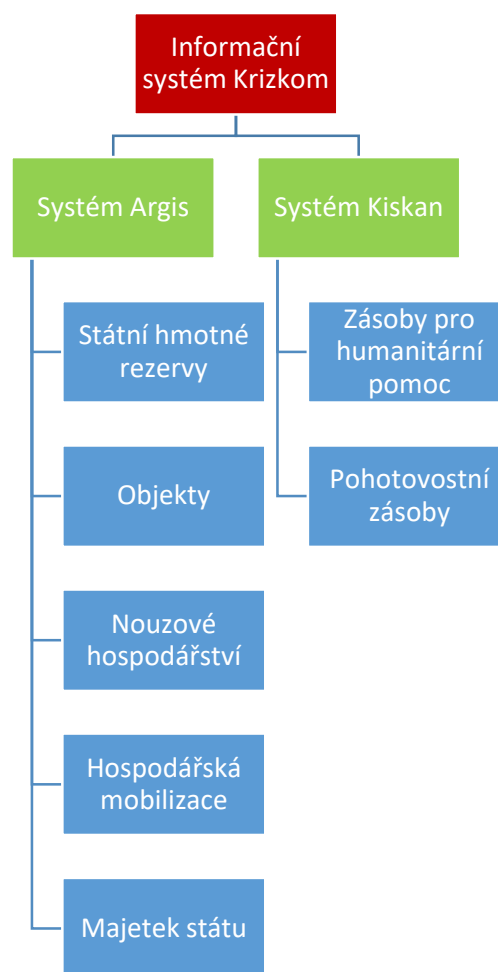 Informační
systém Krizkom
Systém Argis
Systém Kiskan
Státní hmotné
rezervy
Zásoby pro
humanitární
pomoc
Objekty
Pohotovostní
zásoby
Nouzové
hospodářství
Hospodářská
mobilizace
Majetek státu